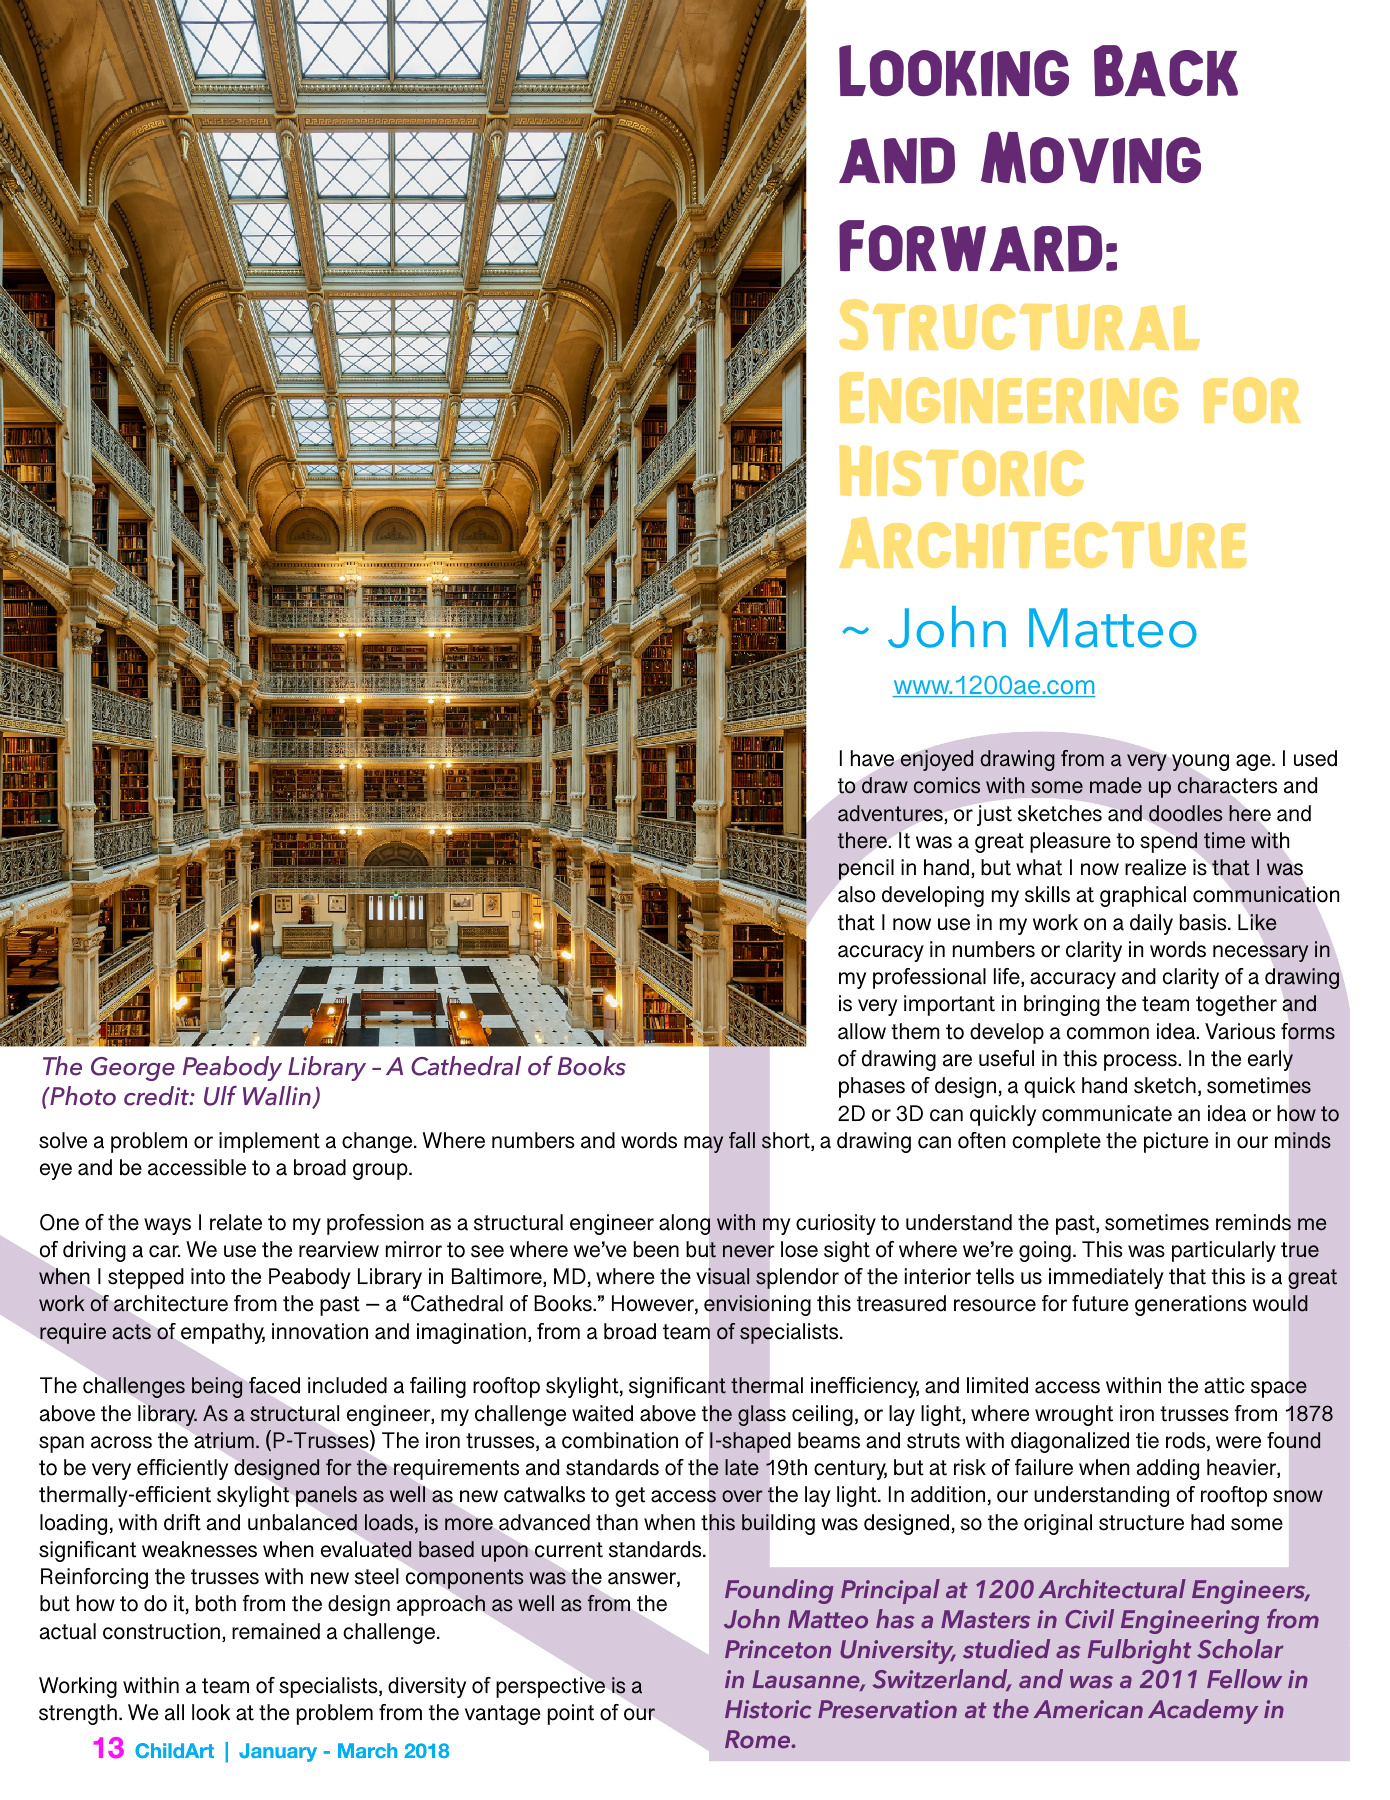 Looking Back
and Moving
Forward:
Structural
Engineering for
Historic
Architecture
~ John Matteo
www.1200ae.com
I have enjoyed drawing from a very young age. I used
to draw comics with some made up characters and
adventures, or just sketches and doodles here and
there. It was a great pleasure to spend time with
pencil in hand, but what I now realize is that I was
also developing my skills at graphical communication
that I now use in my work on a daily basis. Like
accuracy in numbers or clarity in words necessary in
my professional life, accuracy and clarity of a drawing
is very important in bringing the team together and
allow them to develop a common idea. Various forms
of drawing are useful in this process. In the early
phases of design, a quick hand sketch, sometimes
2D or 3D can quickly communicate an idea or how to
The George Peabody Library – A Cathedral of Books
(Photo credit: Ulf Wallin)
solve a problem or implement a change. Where numbers and words may fall short, a drawing can often complete the picture in our minds
eye and be accessible to a broad group.
One of the ways I relate to my profession as a structural engineer along with my curiosity to understand the past, sometimes reminds me
of driving a car. We use the rearview mirror to see where we’ve been but never lose sight of where we’re going. This was particularly true
when I stepped into the Peabody Library in Baltimore, MD, where the visual splendor of the interior tells us immediately that this is a great
work of architecture from the past — a “Cathedral of Books.” However, envisioning this treasured resource for future generations would
require acts of empathy, innovation and imagination, from a broad team of specialists.
The challenges being faced included a failing rooftop skylight, significant thermal inefficiency, and limited access within the attic space
above the library. As a structural engineer, my challenge waited above the glass ceiling, or lay light, where wrought iron trusses from 1878
span across the atrium. (P-Trusses) The iron trusses, a combination of I-shaped beams and struts with diagonalized tie rods, were found
to be very efficiently designed for the requirements and standards of the late 19th century, but at risk of failure when adding heavier,
thermally-efficient skylight panels as well as new catwalks to get access over the lay light. In addition, our understanding of rooftop snow
loading, with drift and unbalanced loads, is more advanced than when this building was designed, so the original structure had some
significant weaknesses when evaluated based upon current standards.
Reinforcing the trusses with new steel components was the answer,
but how to do it, both from the design approach as well as from the
actual construction, remained a challenge.
Working within a team of specialists, diversity of perspective is a
strength. We all look at the problem from the vantage point of our
Founding Principal at 1200 Architectural Engineers,
John Matteo has a Masters in Civil Engineering from
Princeton University, studied as Fulbright Scholar
in Lausanne, Switzerland, and was a 2011 Fellow in
Historic Preservation at the American Academy in
Rome.
13 ChildArt | January - March 2018